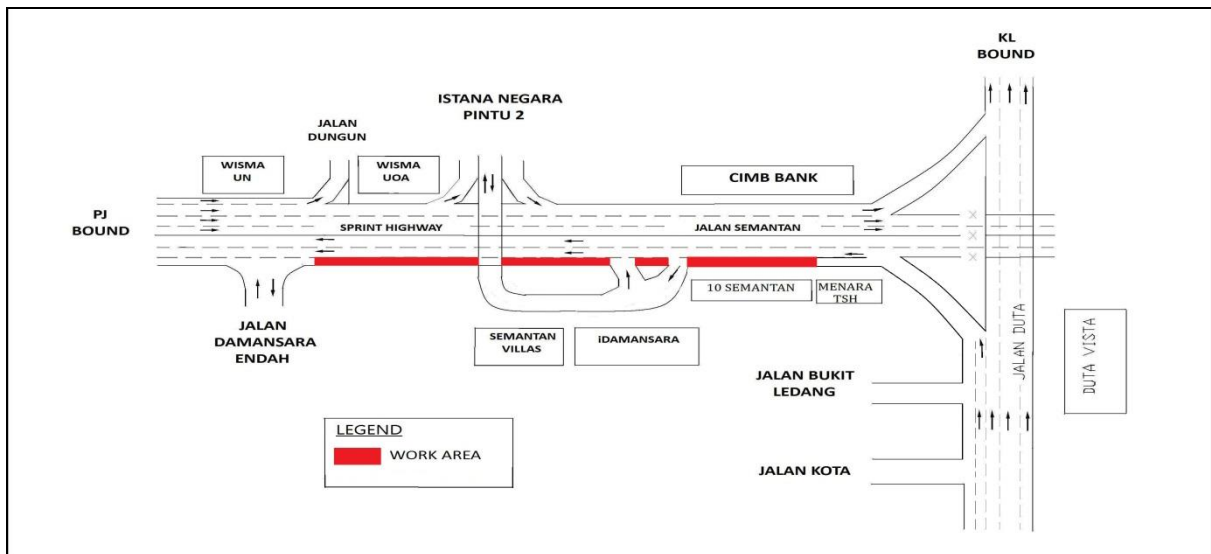 KL
BOUND
ISTANA NEGARA
PINTU 2
JALAN
DUNGUN
WISMA
UN
WISMA
UOA
CIMB BANK
PJ
BOUND
SPRINT HIGHWAY
JALAN SEMANTAN
10 SEMANTAN
MENARA
TSH
JALAN
DAMANSARA
ENDAH
SEMANTAN
VILLAS
iDAMANSARA
JALAN DUTA
DUTA VISTA
JALAN BUKIT
LEDANG
LEGEND
WORK AREA
JALAN KOTA